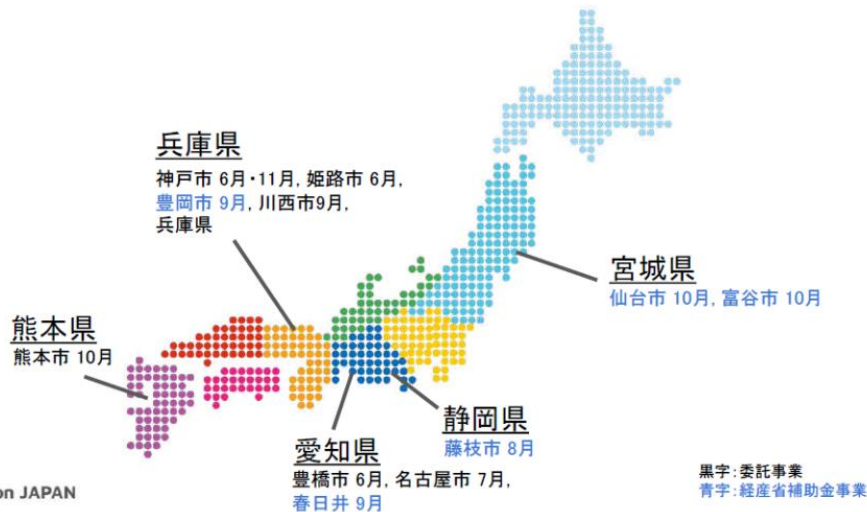 兵庫県
神戸市 6月・11月, 姫路市 6月,
豊岡市 9月, 川西市9月,
兵庫県
宮城県
仙台市 10月, 富谷市 10月
熊本県
熊本市 10月
静岡県
藤枝市 8月
愛知県
豊橋市 6月, 名古屋市 7月,
春日井 9月
on JAPAN
黒字:委託事業
青字:経産省補助金事業